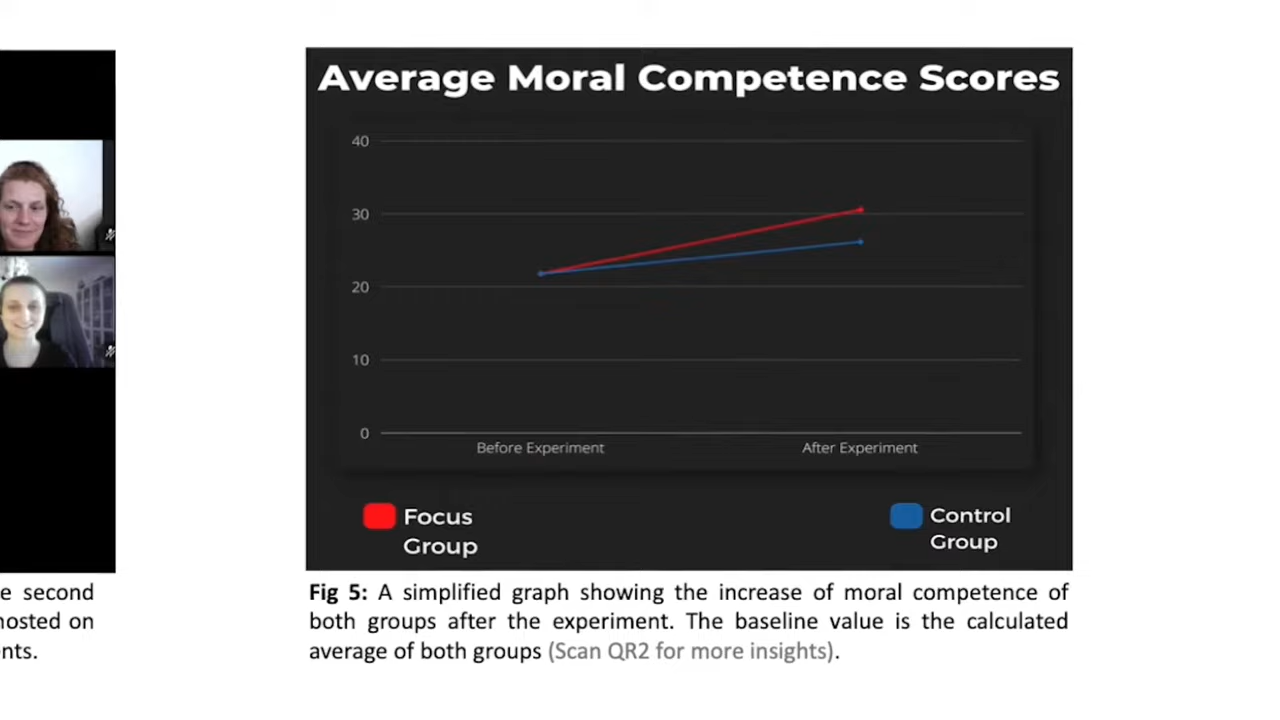 Average Moral Competence Scores
40
30
20
10
0
Before Experiment
After Experiment
Focus
Group
Control
Group
e second
nosted on
nts.
Fig 5: A simplified graph showing the increase of moral competence of
both groups after the experiment. The baseline value is the calculated
average of both groups (Scan QR2 for more insights).